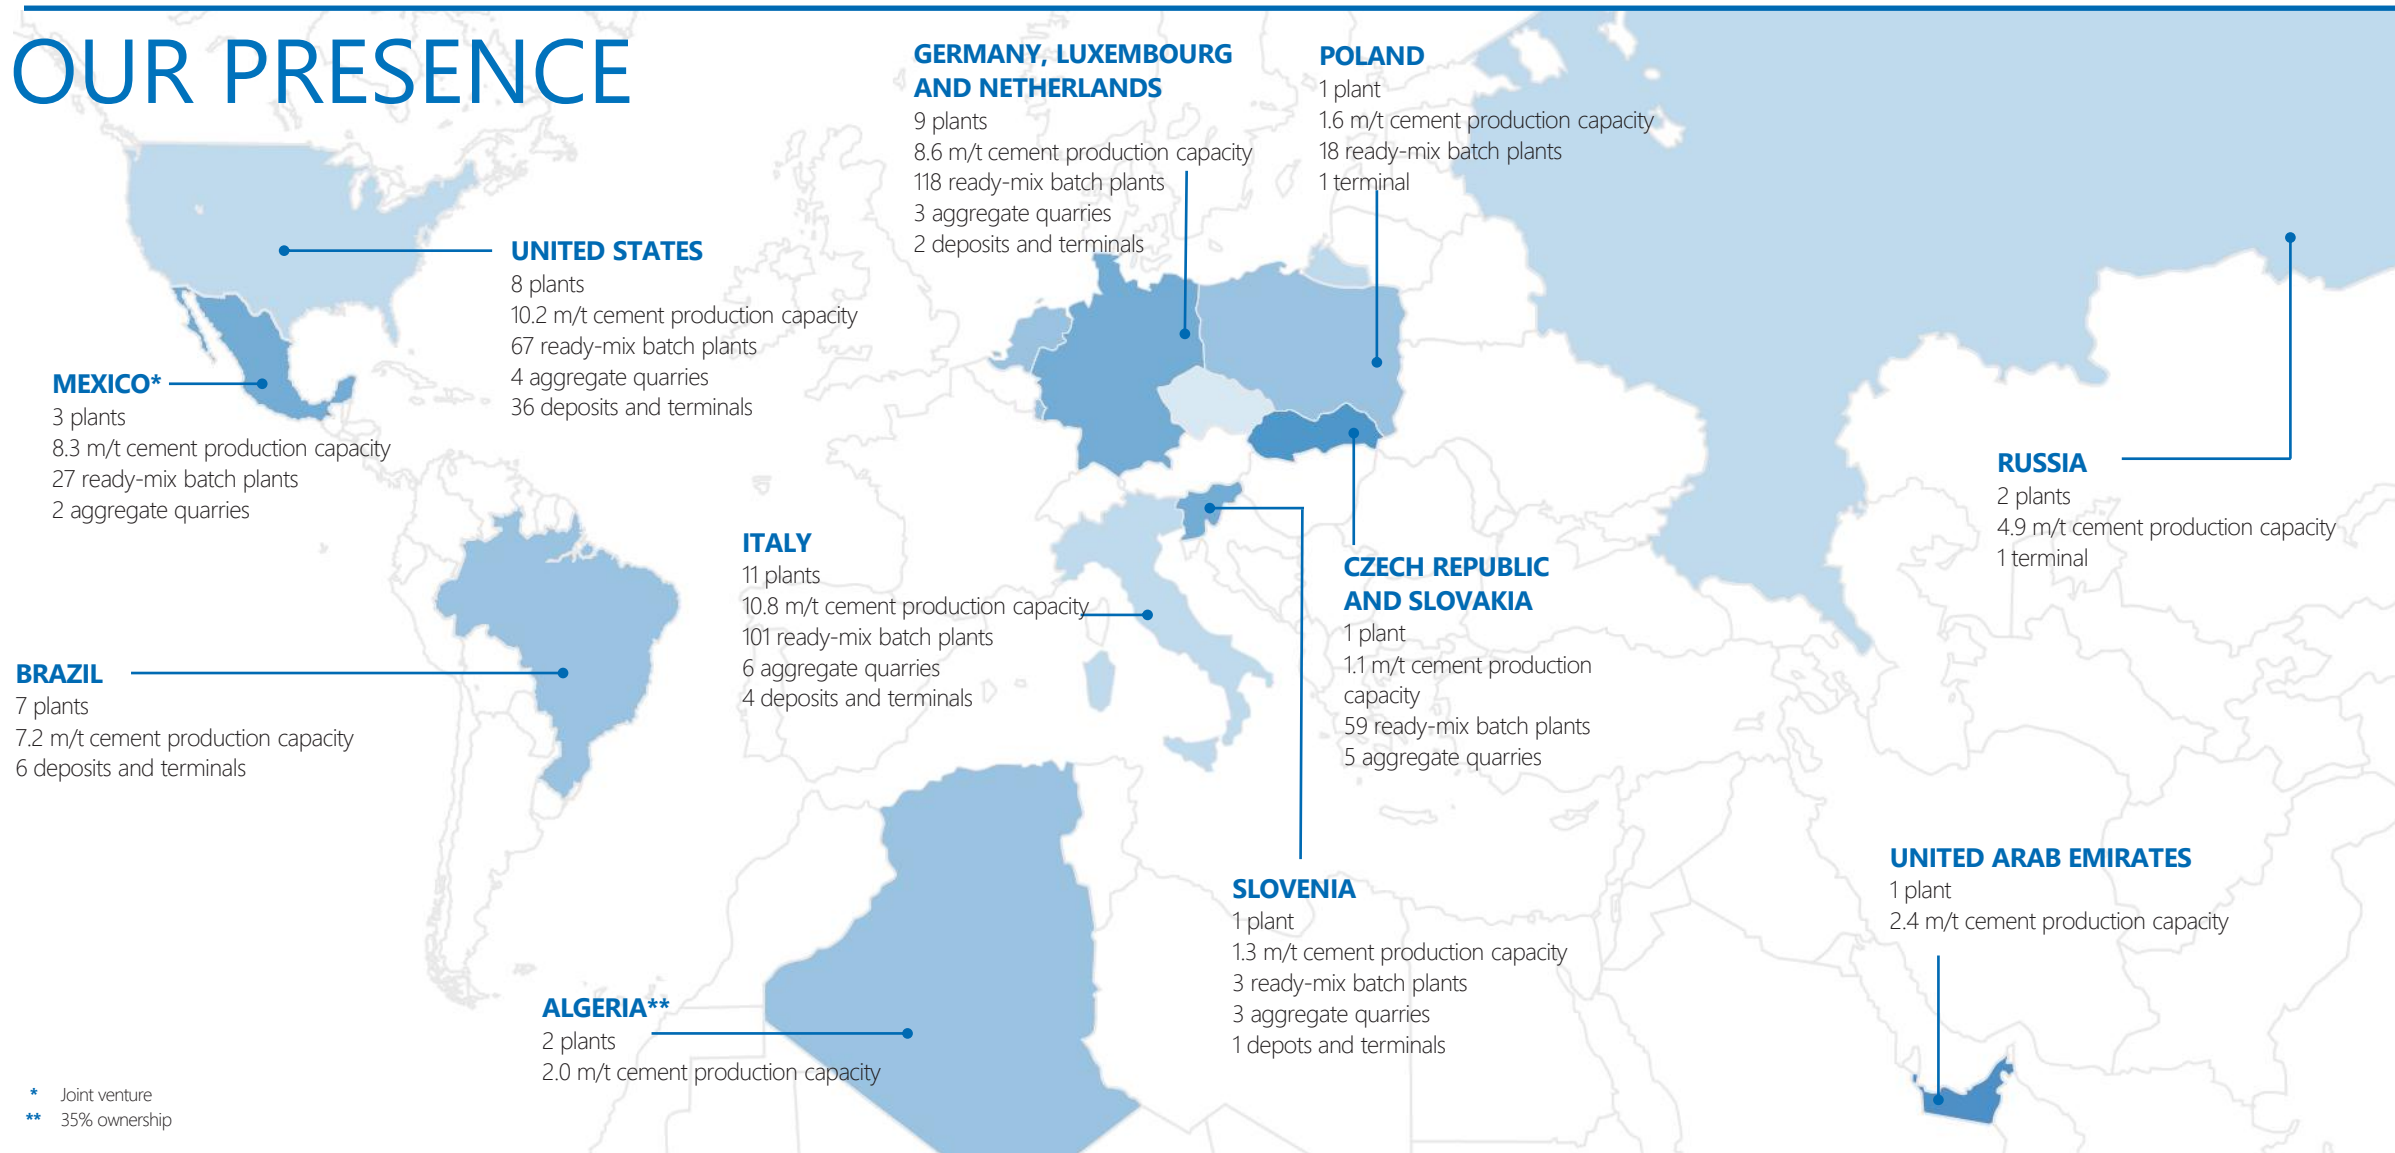 OUR PRESENCE
GERMANY, LUXEMBOURG
AND NETHERLANDS
9 plants
8.6 m/t cement production capacity
118 ready-mix batch plants
3 aggregate quarries
2 deposits and terminals
POLAND
1 plant
1.6 m/t cement production capacity
18 ready-mix batch plants
1 terminal
UNITED STATES
8 plants
10.2 m/t cement production capacity
67 ready-mix batch plants
4 aggregate quarries
36 deposits and terminals
MEXICO*
3 plants
8.3 m/t cement production capacity
27 ready-mix batch plants
2 aggregate quarries
RUSSIA
2 plants
4.9 m/t cement production capacity
1 terminal
ITALY
11 plants
10.8 m/t cement production capacity
101 ready-mix batch plants
6 aggregate quarries
4 deposits and terminals
CZECH REPUBLIC
AND SLOVAKIA
1 plant
1.1 m/t cement production
capacity
59 ready-mix batch plants
5 aggregate quarries
BRAZIL
7 plants
7.2 m/t cement production capacity
6 deposits and terminals
UNITED ARAB EMIRATES
1 plant
2.4 m/t cement production capacity
SLOVENIA
1 plant
1.3 m/t cement production capacity
3 ready-mix batch plants
3 aggregate quarries
1 depots and terminals
ALGERIA**
2 plants
2.0 m/t cement production capacity
* Joint venture
** 35% ownership